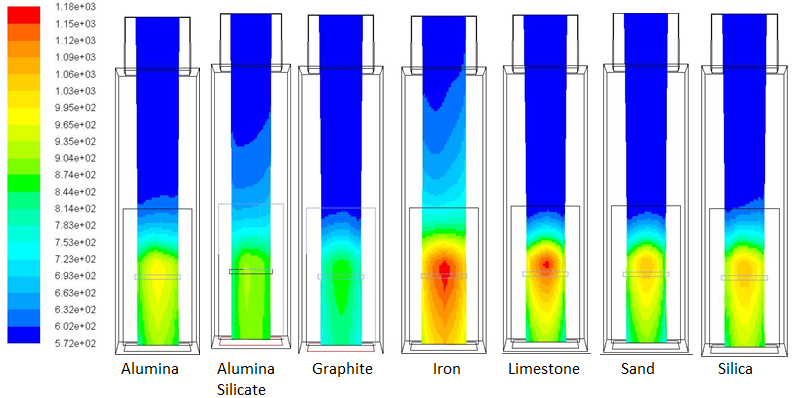 1.18e+03
1.15e+03
1.12e+03
1.09e+03
1.06e+03
1.03e+03
9.95e+02
9.65e+02
9.35e+02
9.04e+02
8.74e+02
8.44e+02
8.14e+02
7.83e+02
7.53e+02
7.23e+02
6.93e+02
6.63e+02
6.32e+02
6.02e+02
5.72e+02
Alumina
Alumina
Silicate
Graphite
Iron
Limestone
Sand
Silica